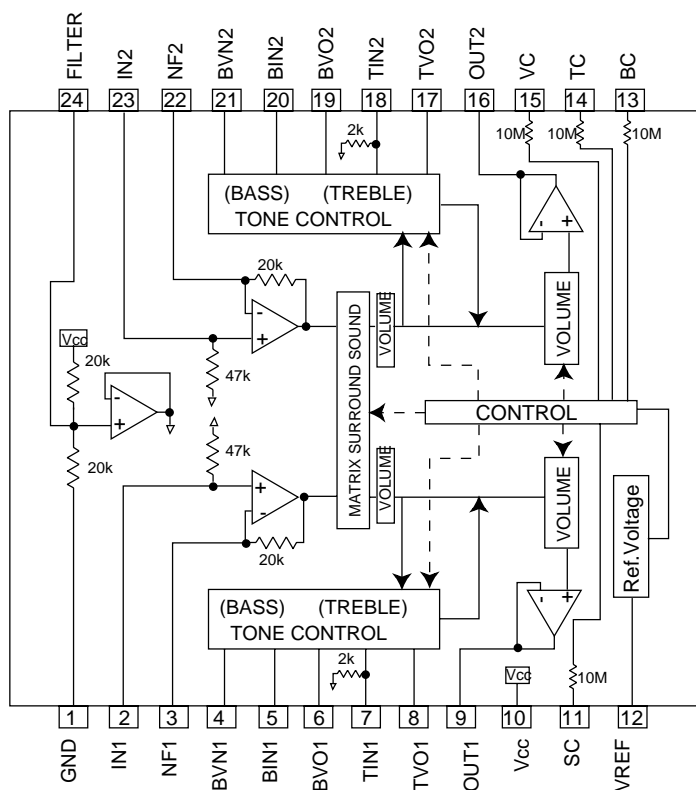 FILTER IN2 NF2 BVN2 BIN2 BVO2 TIN2 TVO2 OUT2 VC TC BC
24 23 22 21 20 19 18 17 16 15 14 13
2k 10M 10M 10M
(BASS) (TREBLE)
TONE CONTROL
- +
20k
-
+
MATRIX SURROUND SOUND
VOLUME
VOLUME
Vcc
20k
47k
-
+
CONTROL
47k
20k
+
-
VOLUME
VOLUME
Ref.Voltage
20k
(BASS) (TREBLE)
TONE CONTROL
- +
2k
Vcc
10M
1 2 3 4 5 6 7 8 9 10 11 12
GND IN1 NF1 BVN1 BIN1 BVO1 TIN1 TVO1 OUT1 Vcc SC VREF